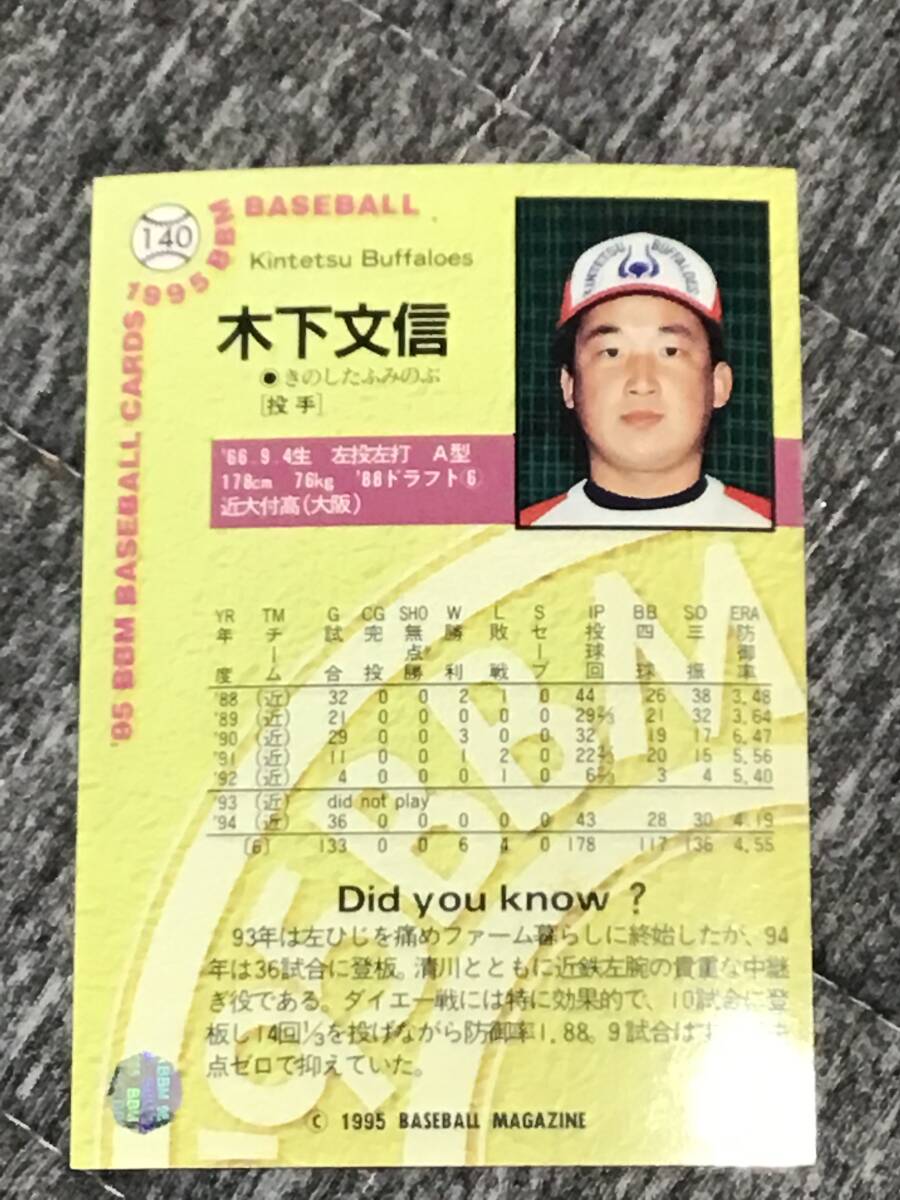 140
1995 BBM BASEBALL
'95 BBM BASEBALL CARDS
Kintetsu Buffaloes
KINTETSU BUFFALOES
木下文信
●きのしたふみのぶ
[投手]
'66.9.4生 左投左打 A型
178cm 76kg '88ドラフト⑥
近大付高(大阪)
YR TM G CG SHO W L S IP BB SO ERA
年度 チーム 試合 完投 無点勝 勝利 敗戦 セーブ 投球回 四球 三振 防御率
'88 (近) 32 0 0 2 1 0 44 26 38 3.48
'89 (近) 21 0 0 0 0 0 29⅔ 21 32 3.64
'90 (近) 29 0 0 3 0 0 32 19 17 6.47
'91 (近) 11 0 0 1 2 0 22⅔ 20 15 5.56
'92 (近) 4 0 0 0 1 0 6⅔ 3 4 5.40
'93 (近) did not play
'94 (近) 36 0 0 0 0 0 43 28 30 4.19
(6) 133 0 0 6 4 0 178 117 136 4.55
Did you know ?
93年は左ひじを痛めファーム暮らしに終始したが、94
年は36試合に登板。清川とともに近鉄左腕の貴重な中継
ぎ役である。ダイエー戦には特に効果的で、10試合に登
板し14回⅓を投げながら防御率1.88。9試合は
点ゼロで抑えていた。
© 1995 BASEBALL MAGAZINE